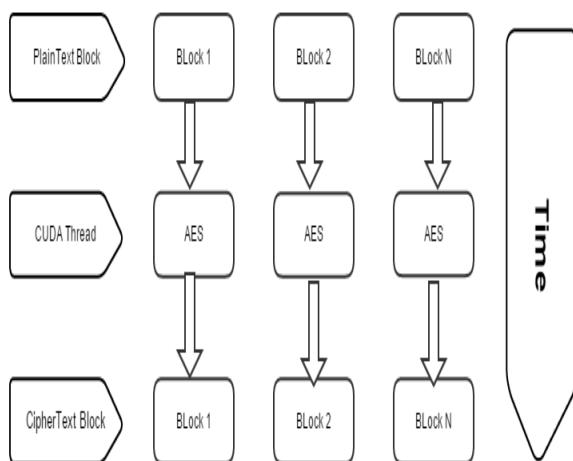 PlainText Block
BLock 1
BLock 2
BLock N
CUDA Thread
AES
AES
AES
CipherText Block
BLock 1
BLock 2
BLock N
Time